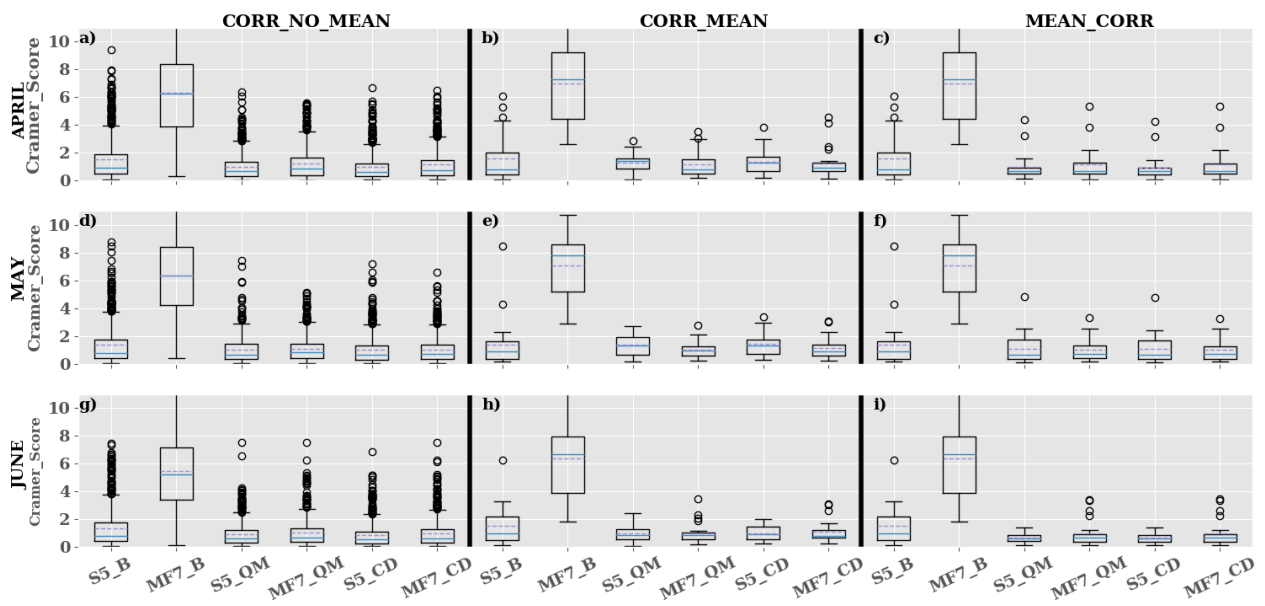 CORR_NO_MEAN CORR_MEAN MEAN_CORR
APRIL
Cramer_Score
a) b) c)
10
8
6
4
2
0
MAY
Cramer_Score
d) e) f)
10
8
6
4
2
0
JUNE
Cramer_Score
g) h) i)
10
8
6
4
2
0
S5_B MF7_B S5_QM MF7_QM S5_CD MF7_CD S5_B MF7_B S5_QM MF7_QM S5_CD MF7_CD S5_B MF7_B S5_QM MF7_QM S5_CD MF7_CD